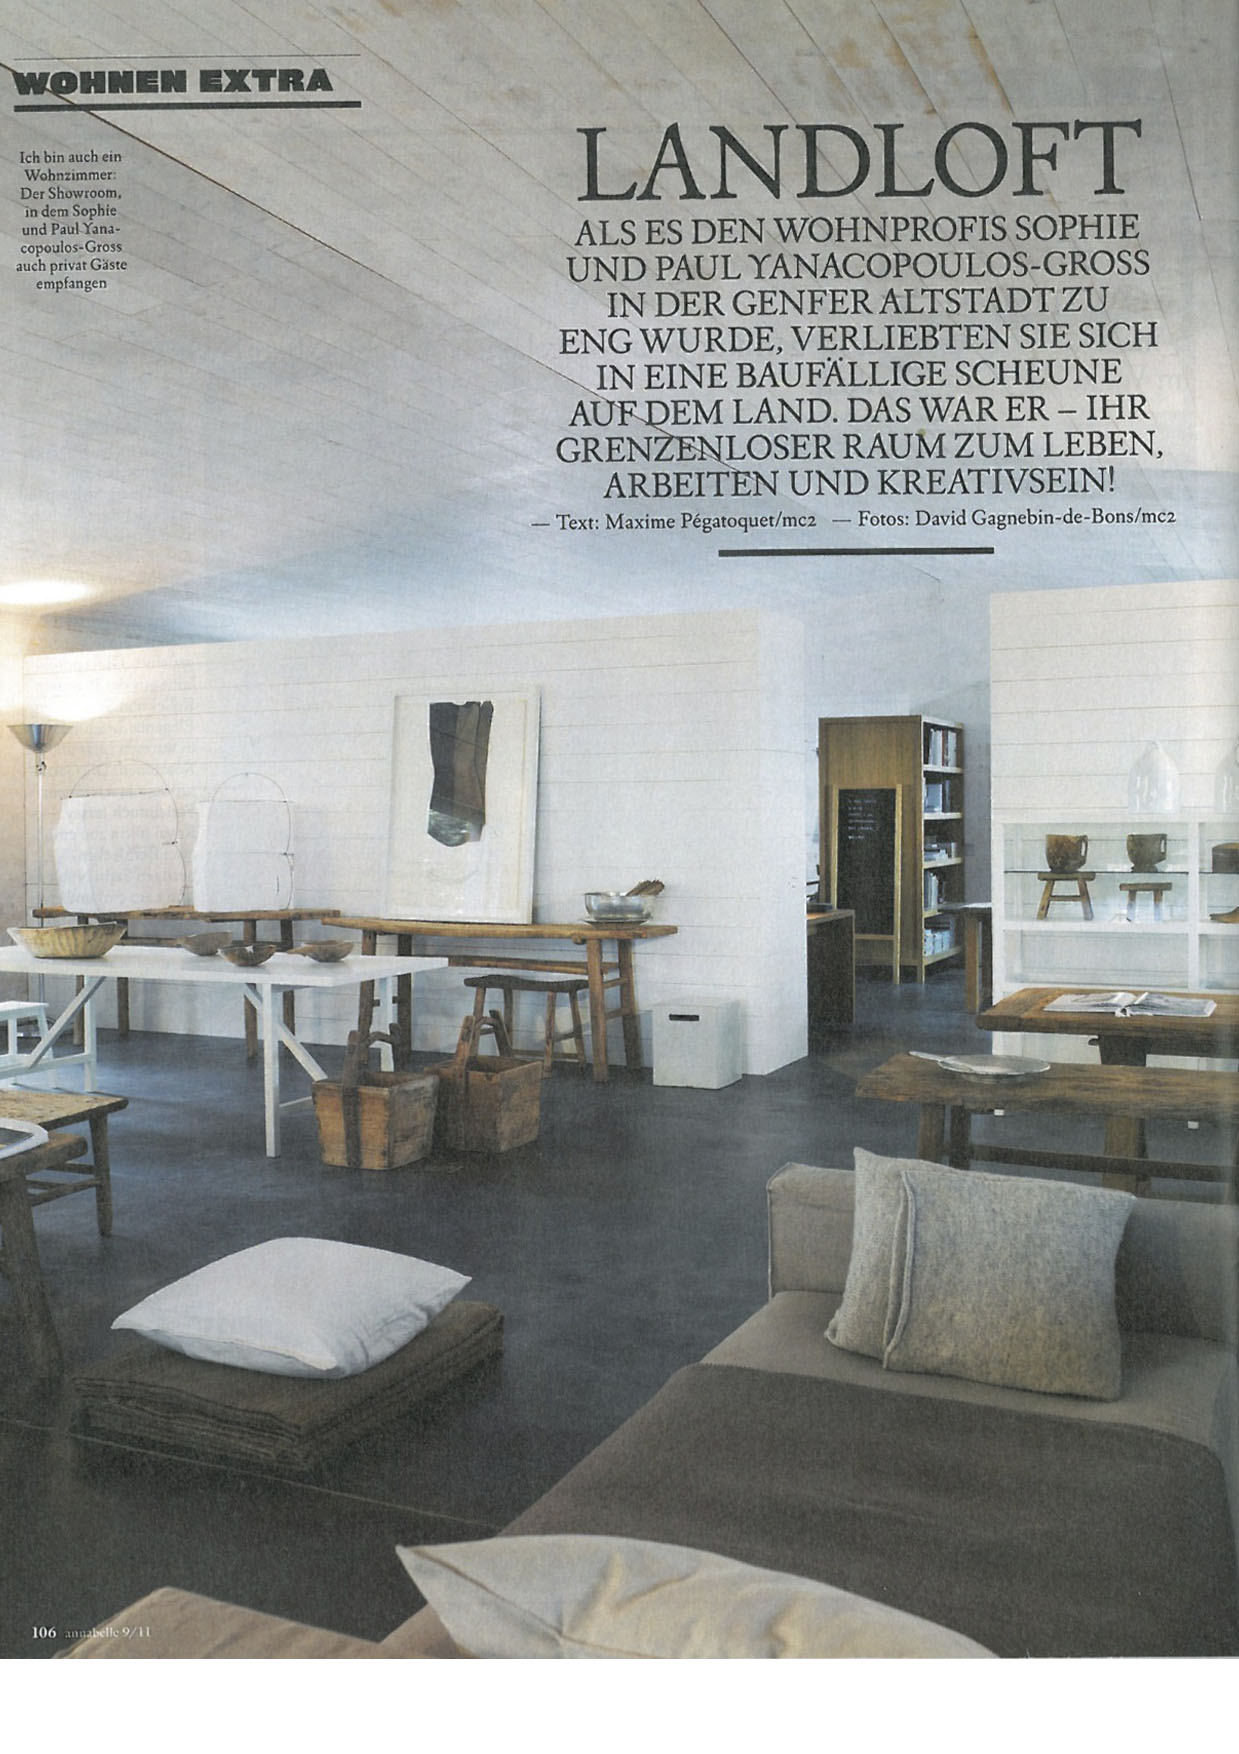 WOHNEN EXTRA
Ich bin auch ein
Wohnzimmer:
Der Showroom,
in dem Sophie
und Paul Yana-
copoulos-Gross
auch privat Gäste
empfangen
LANDLOFT
ALS ES DEN WOHNPROFIS SOPHIE
UND PAUL YANACOPOULOS-GROSS
IN DER GENFER ALTSTADT ZU
ENG WURDE, VERLIEBTEN SIE SICH
IN EINE BAUFÄLLIGE SCHEUNE
AUF DEM LAND. DAS WAR ER – IHR
GRENZENLOSER RAUM ZUM LEBEN,
ARBEITEN UND KREATIVSEIN!
— Text: Maxime Pégatoquet/mc2 — Fotos: David Gagnebin-de-Bons/mc2
106 annabelle 9/11